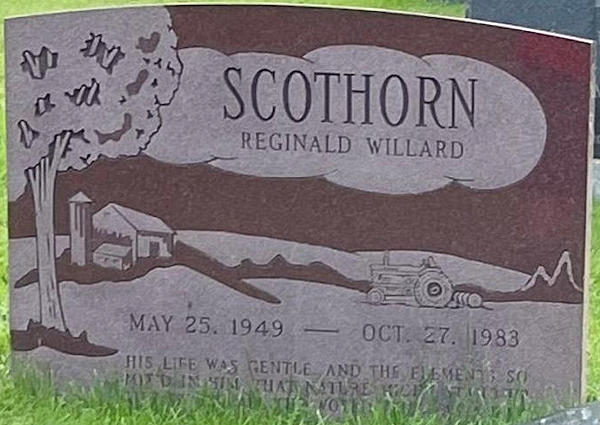 SCOTHORN
REGINALD WILLARD
MAY 25. 1949 — OCT. 27. 1983
HIS LIFE WAS GENTLE, AND THE ELEMENTS SO
MIX'D IN HIM, THAT NATURE